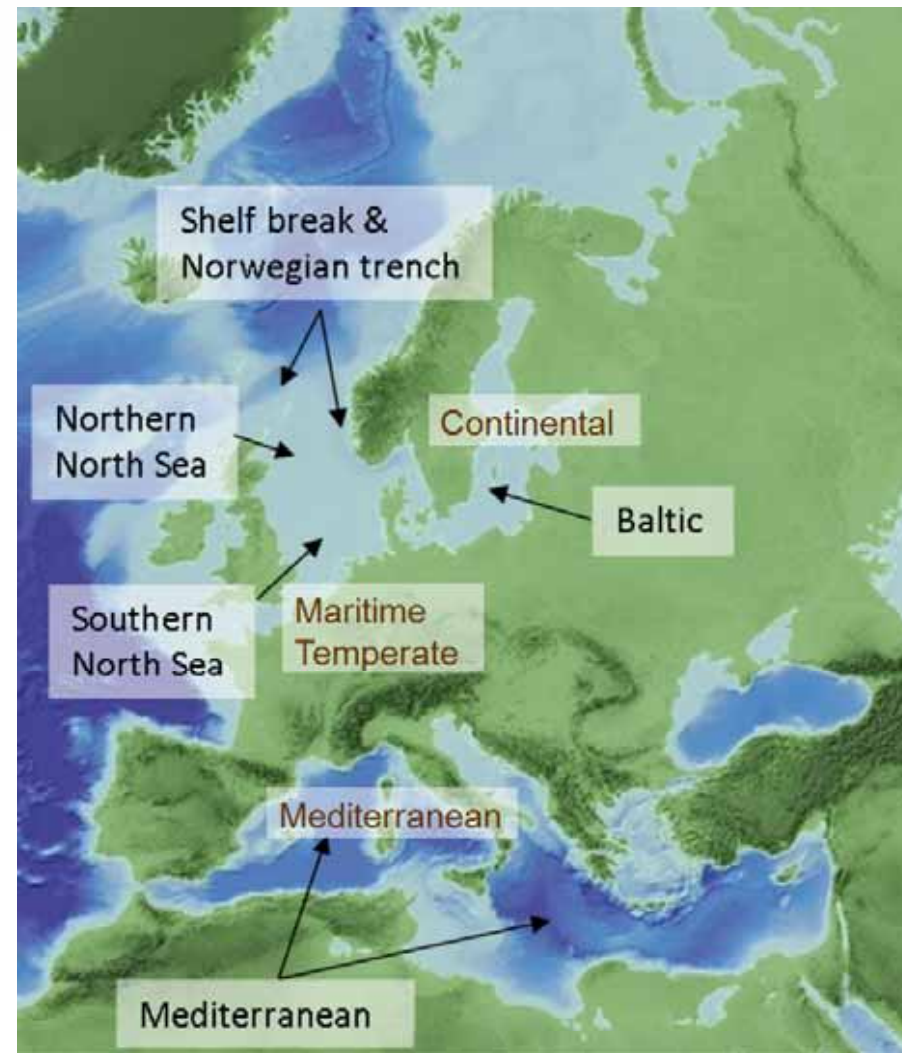 Shelf break &
Norwegian trench
Northern
North Sea
Continental
Baltic
Southern
North Sea
Maritime
Temperate
Mediterranean
Mediterranean